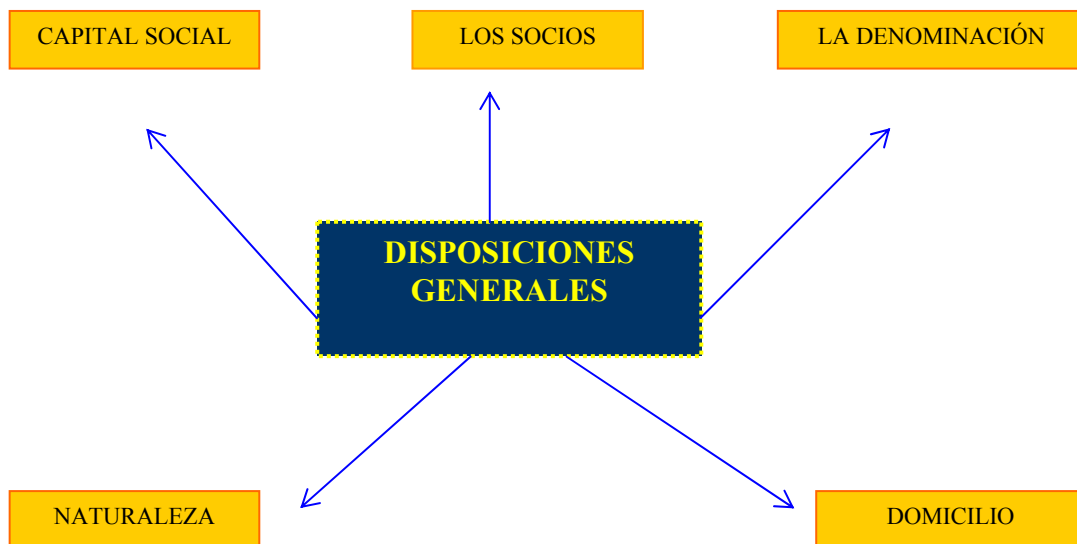 CAPITAL SOCIAL
LOS SOCIOS
LA DENOMINACIÓN
DISPOSICIONES
GENERALES
NATURALEZA
DOMICILIO